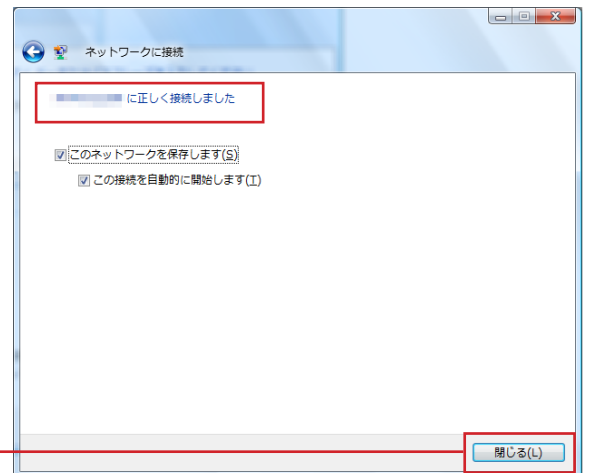 ネットワークに接続
に正しく接続しました
このネットワークを保存します(S)
この接続を自動的に開始します(T)
閉じる(L)